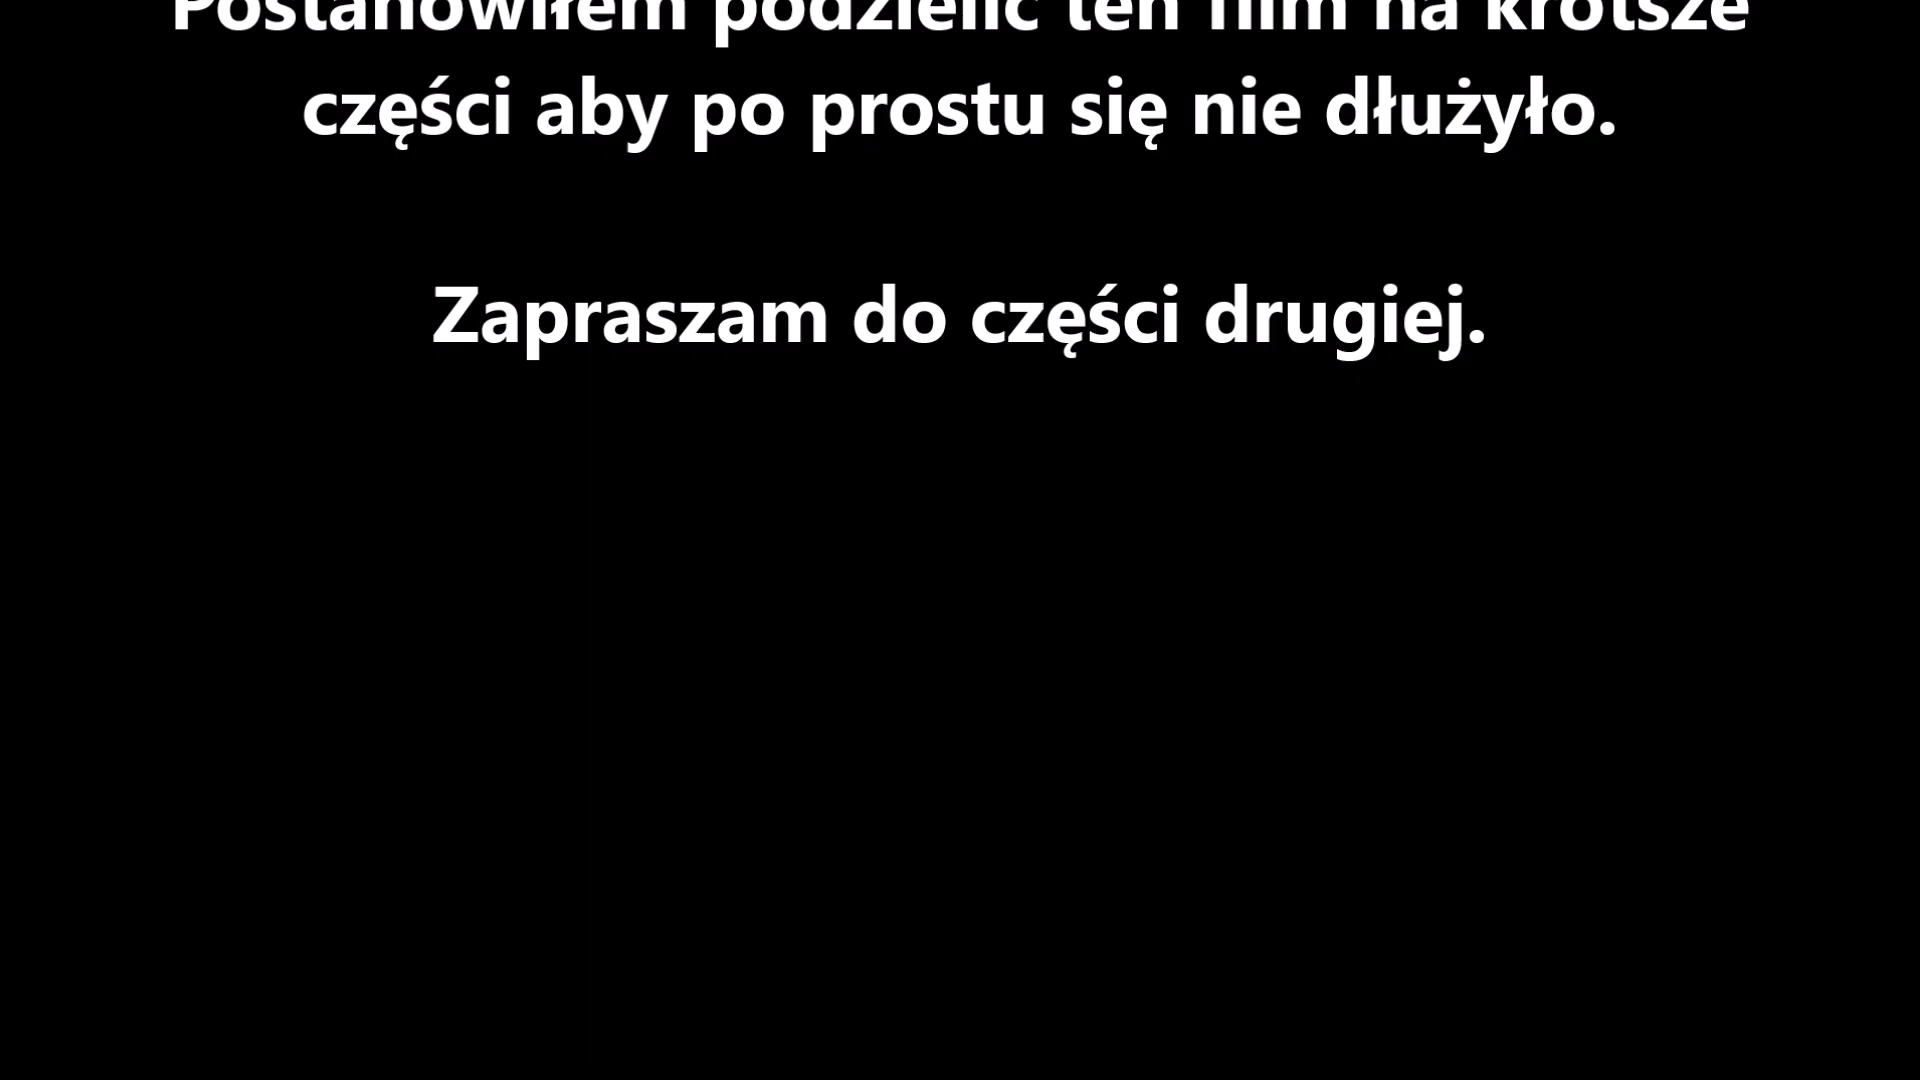 Postanowiłem podzielić ten film na krótsze
części aby po prostu się nie dłużyło.
Zapraszam do części drugiej.